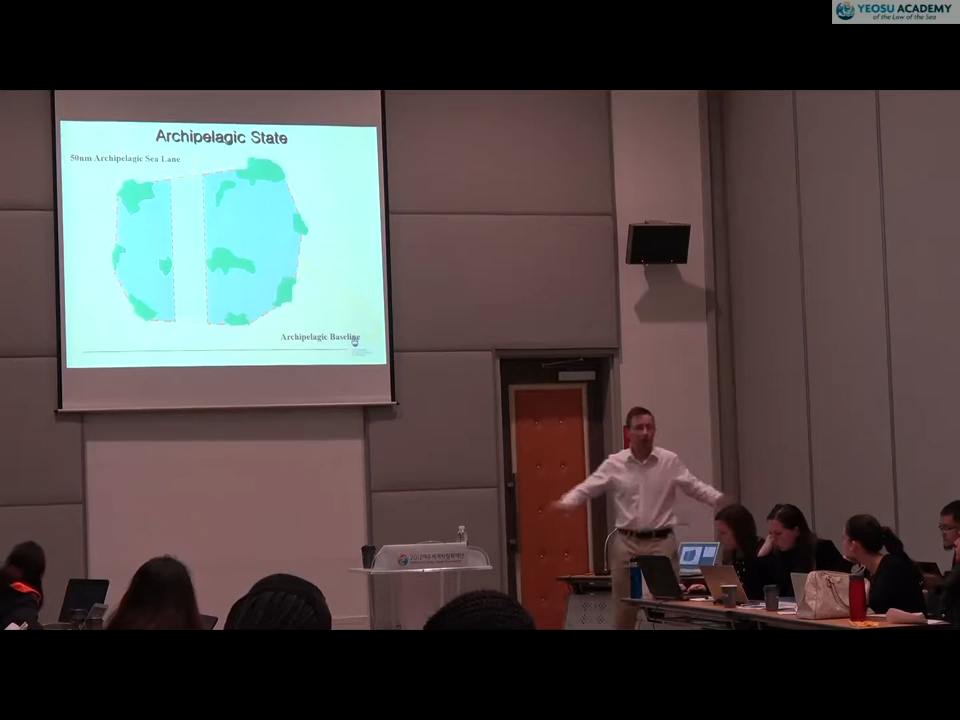 YEOSU ACADEMY
of the Law of the Sea
Archipelagic State
50nm Archipelagic Sea Lane
Archipelagic Baseline